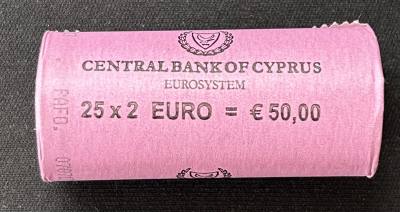 CENTRAL BANK OF CYPRUS
EUROSYSTEM
25 x 2 EURO = € 50,00